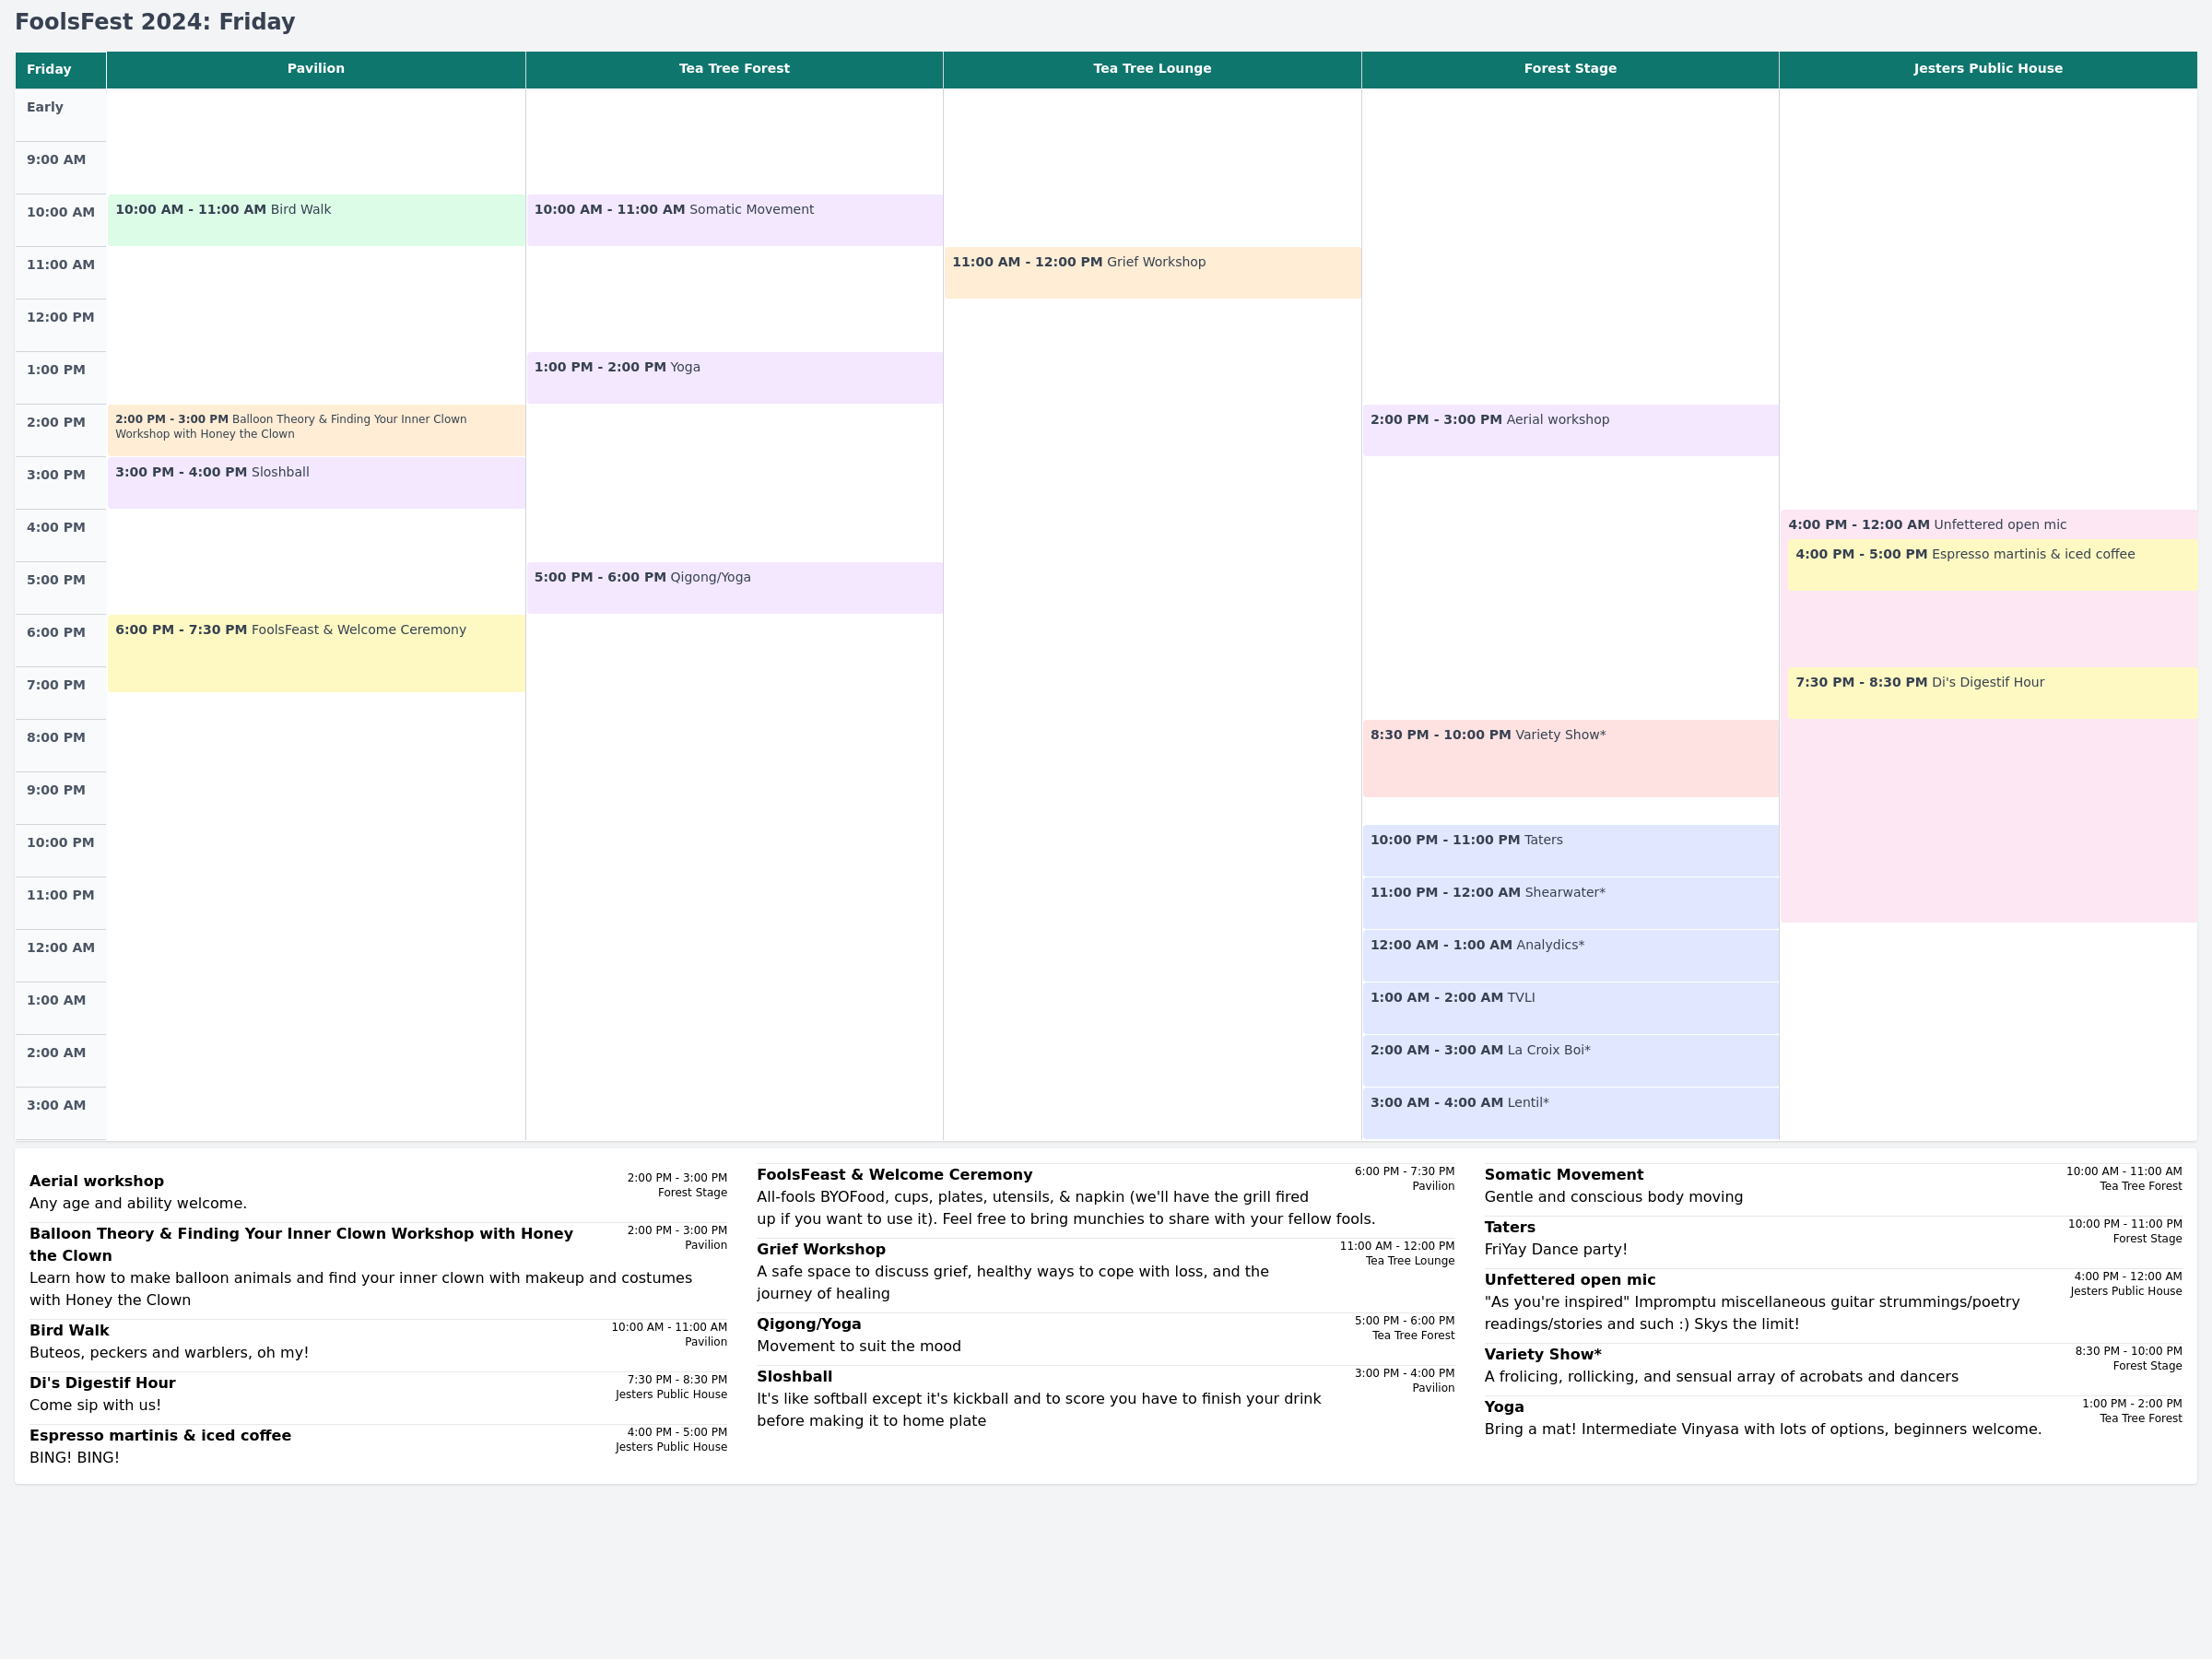 FoolsFest 2024: Friday
Friday
Pavilion
Tea Tree Forest
Tea Tree Lounge
Forest Stage
Jesters Public House
Early
9:00 AM
10:00 AM
10:00 AM - 11:00 AM Bird Walk
10:00 AM - 11:00 AM Somatic Movement
11:00 AM
11:00 AM - 12:00 PM Grief Workshop
12:00 PM
1:00 PM
1:00 PM - 2:00 PM Yoga
2:00 PM
2:00 PM - 3:00 PM Balloon Theory & Finding Your Inner Clown
Workshop with Honey the Clown
2:00 PM - 3:00 PM Aerial workshop
3:00 PM
3:00 PM - 4:00 PM Sloshball
4:00 PM
4:00 PM - 12:00 AM Unfettered open mic
4:00 PM - 5:00 PM Espresso martinis & iced coffee
5:00 PM
5:00 PM - 6:00 PM Qigong/Yoga
6:00 PM
6:00 PM - 7:30 PM FoolsFeast & Welcome Ceremony
7:00 PM
7:30 PM - 8:30 PM Di's Digestif Hour
8:00 PM
8:30 PM - 10:00 PM Variety Show*
9:00 PM
10:00 PM
10:00 PM - 11:00 PM Taters
11:00 PM
11:00 PM - 12:00 AM Shearwater*
12:00 AM
12:00 AM - 1:00 AM Analydics*
1:00 AM
1:00 AM - 2:00 AM TVLI
2:00 AM
2:00 AM - 3:00 AM La Croix Boi*
3:00 AM
3:00 AM - 4:00 AM Lentil*
Aerial workshop
2:00 PM - 3:00 PM
Forest Stage
Any age and ability welcome.
Balloon Theory & Finding Your Inner Clown Workshop with Honey
the Clown
2:00 PM - 3:00 PM
Pavilion
Learn how to make balloon animals and find your inner clown with makeup and costumes
with Honey the Clown
Bird Walk
10:00 AM - 11:00 AM
Pavilion
Buteos, peckers and warblers, oh my!
Di's Digestif Hour
7:30 PM - 8:30 PM
Jesters Public House
Come sip with us!
Espresso martinis & iced coffee
4:00 PM - 5:00 PM
Jesters Public House
BING! BING!
FoolsFeast & Welcome Ceremony
6:00 PM - 7:30 PM
Pavilion
All-fools BYOFood, cups, plates, utensils, & napkin (we'll have the grill fired
up if you want to use it). Feel free to bring munchies to share with your fellow fools.
Grief Workshop
11:00 AM - 12:00 PM
Tea Tree Lounge
A safe space to discuss grief, healthy ways to cope with loss, and the
journey of healing
Qigong/Yoga
5:00 PM - 6:00 PM
Tea Tree Forest
Movement to suit the mood
Sloshball
3:00 PM - 4:00 PM
Pavilion
It's like softball except it's kickball and to score you have to finish your drink
before making it to home plate
Somatic Movement
10:00 AM - 11:00 AM
Tea Tree Forest
Gentle and conscious body moving
Taters
10:00 PM - 11:00 PM
Forest Stage
FriYay Dance party!
Unfettered open mic
4:00 PM - 12:00 AM
Jesters Public House
"As you're inspired" Impromptu miscellaneous guitar strummings/poetry
readings/stories and such :) Skys the limit!
Variety Show*
8:30 PM - 10:00 PM
Forest Stage
A frolicing, rollicking, and sensual array of acrobats and dancers
Yoga
1:00 PM - 2:00 PM
Tea Tree Forest
Bring a mat! Intermediate Vinyasa with lots of options, beginners welcome.